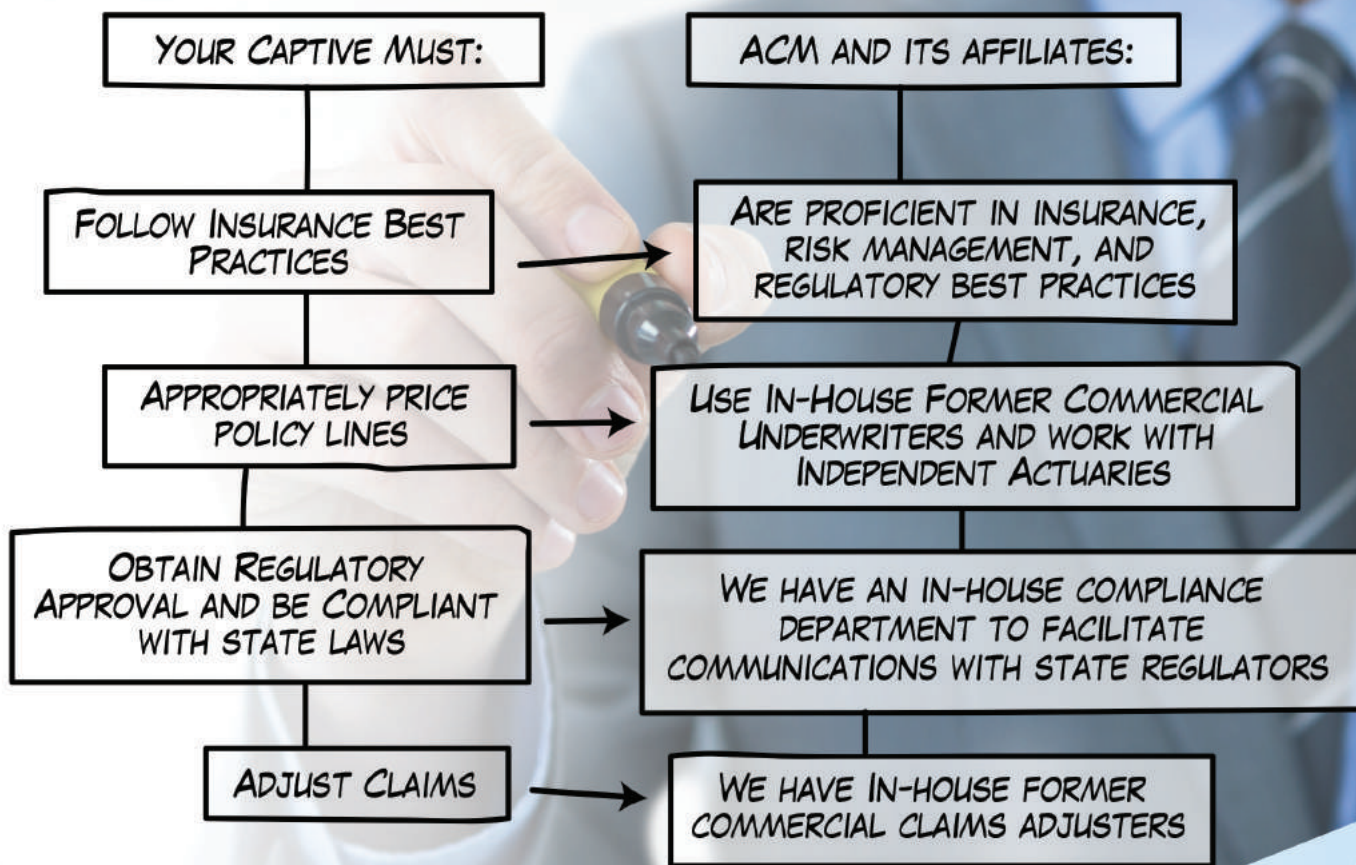 YOUR CAPTIVE MUST:
FOLLOW INSURANCE BEST
PRACTICES
APPROPRIATELY PRICE
POLICY LINES
OBTAIN REGULATORY
APPROVAL AND BE COMPLIANT
WITH STATE LAWS
ADJUST CLAIMS
ACM AND ITS AFFILIATES:
ARE PROFICIENT IN INSURANCE,
RISK MANAGEMENT, AND
REGULATORY BEST PRACTICES
USE IN-HOUSE FORMER COMMERCIAL
UNDERWRITERS AND WORK WITH
INDEPENDENT ACTUARIES
WE HAVE AN IN-HOUSE COMPLIANCE
DEPARTMENT TO FACILITATE
COMMUNICATIONS WITH STATE REGULATORS
WE HAVE IN-HOUSE FORMER
COMMERCIAL CLAIMS ADJUSTERS